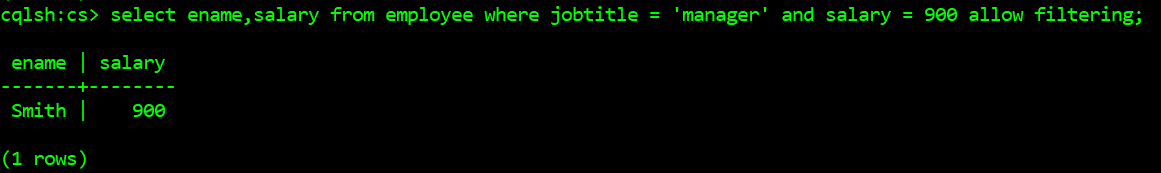 cqlsh:cs> select ename,salary from employee where jobtitle = 'manager' and salary = 900 allow filtering;
ename | salary
-------+--------
Smith | 900
(1 rows)